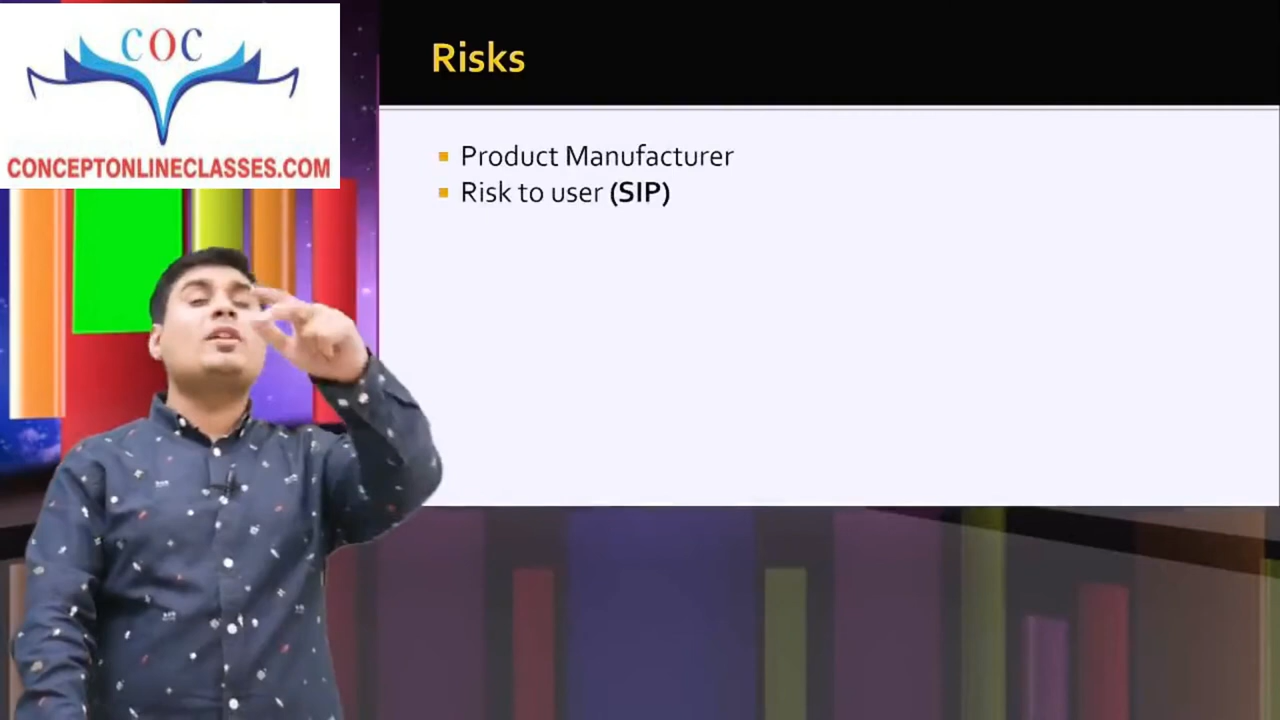 COC
CONCEPTONLINECLASSES.COM
Risks
Product Manufacturer
Risk to user (SIP)